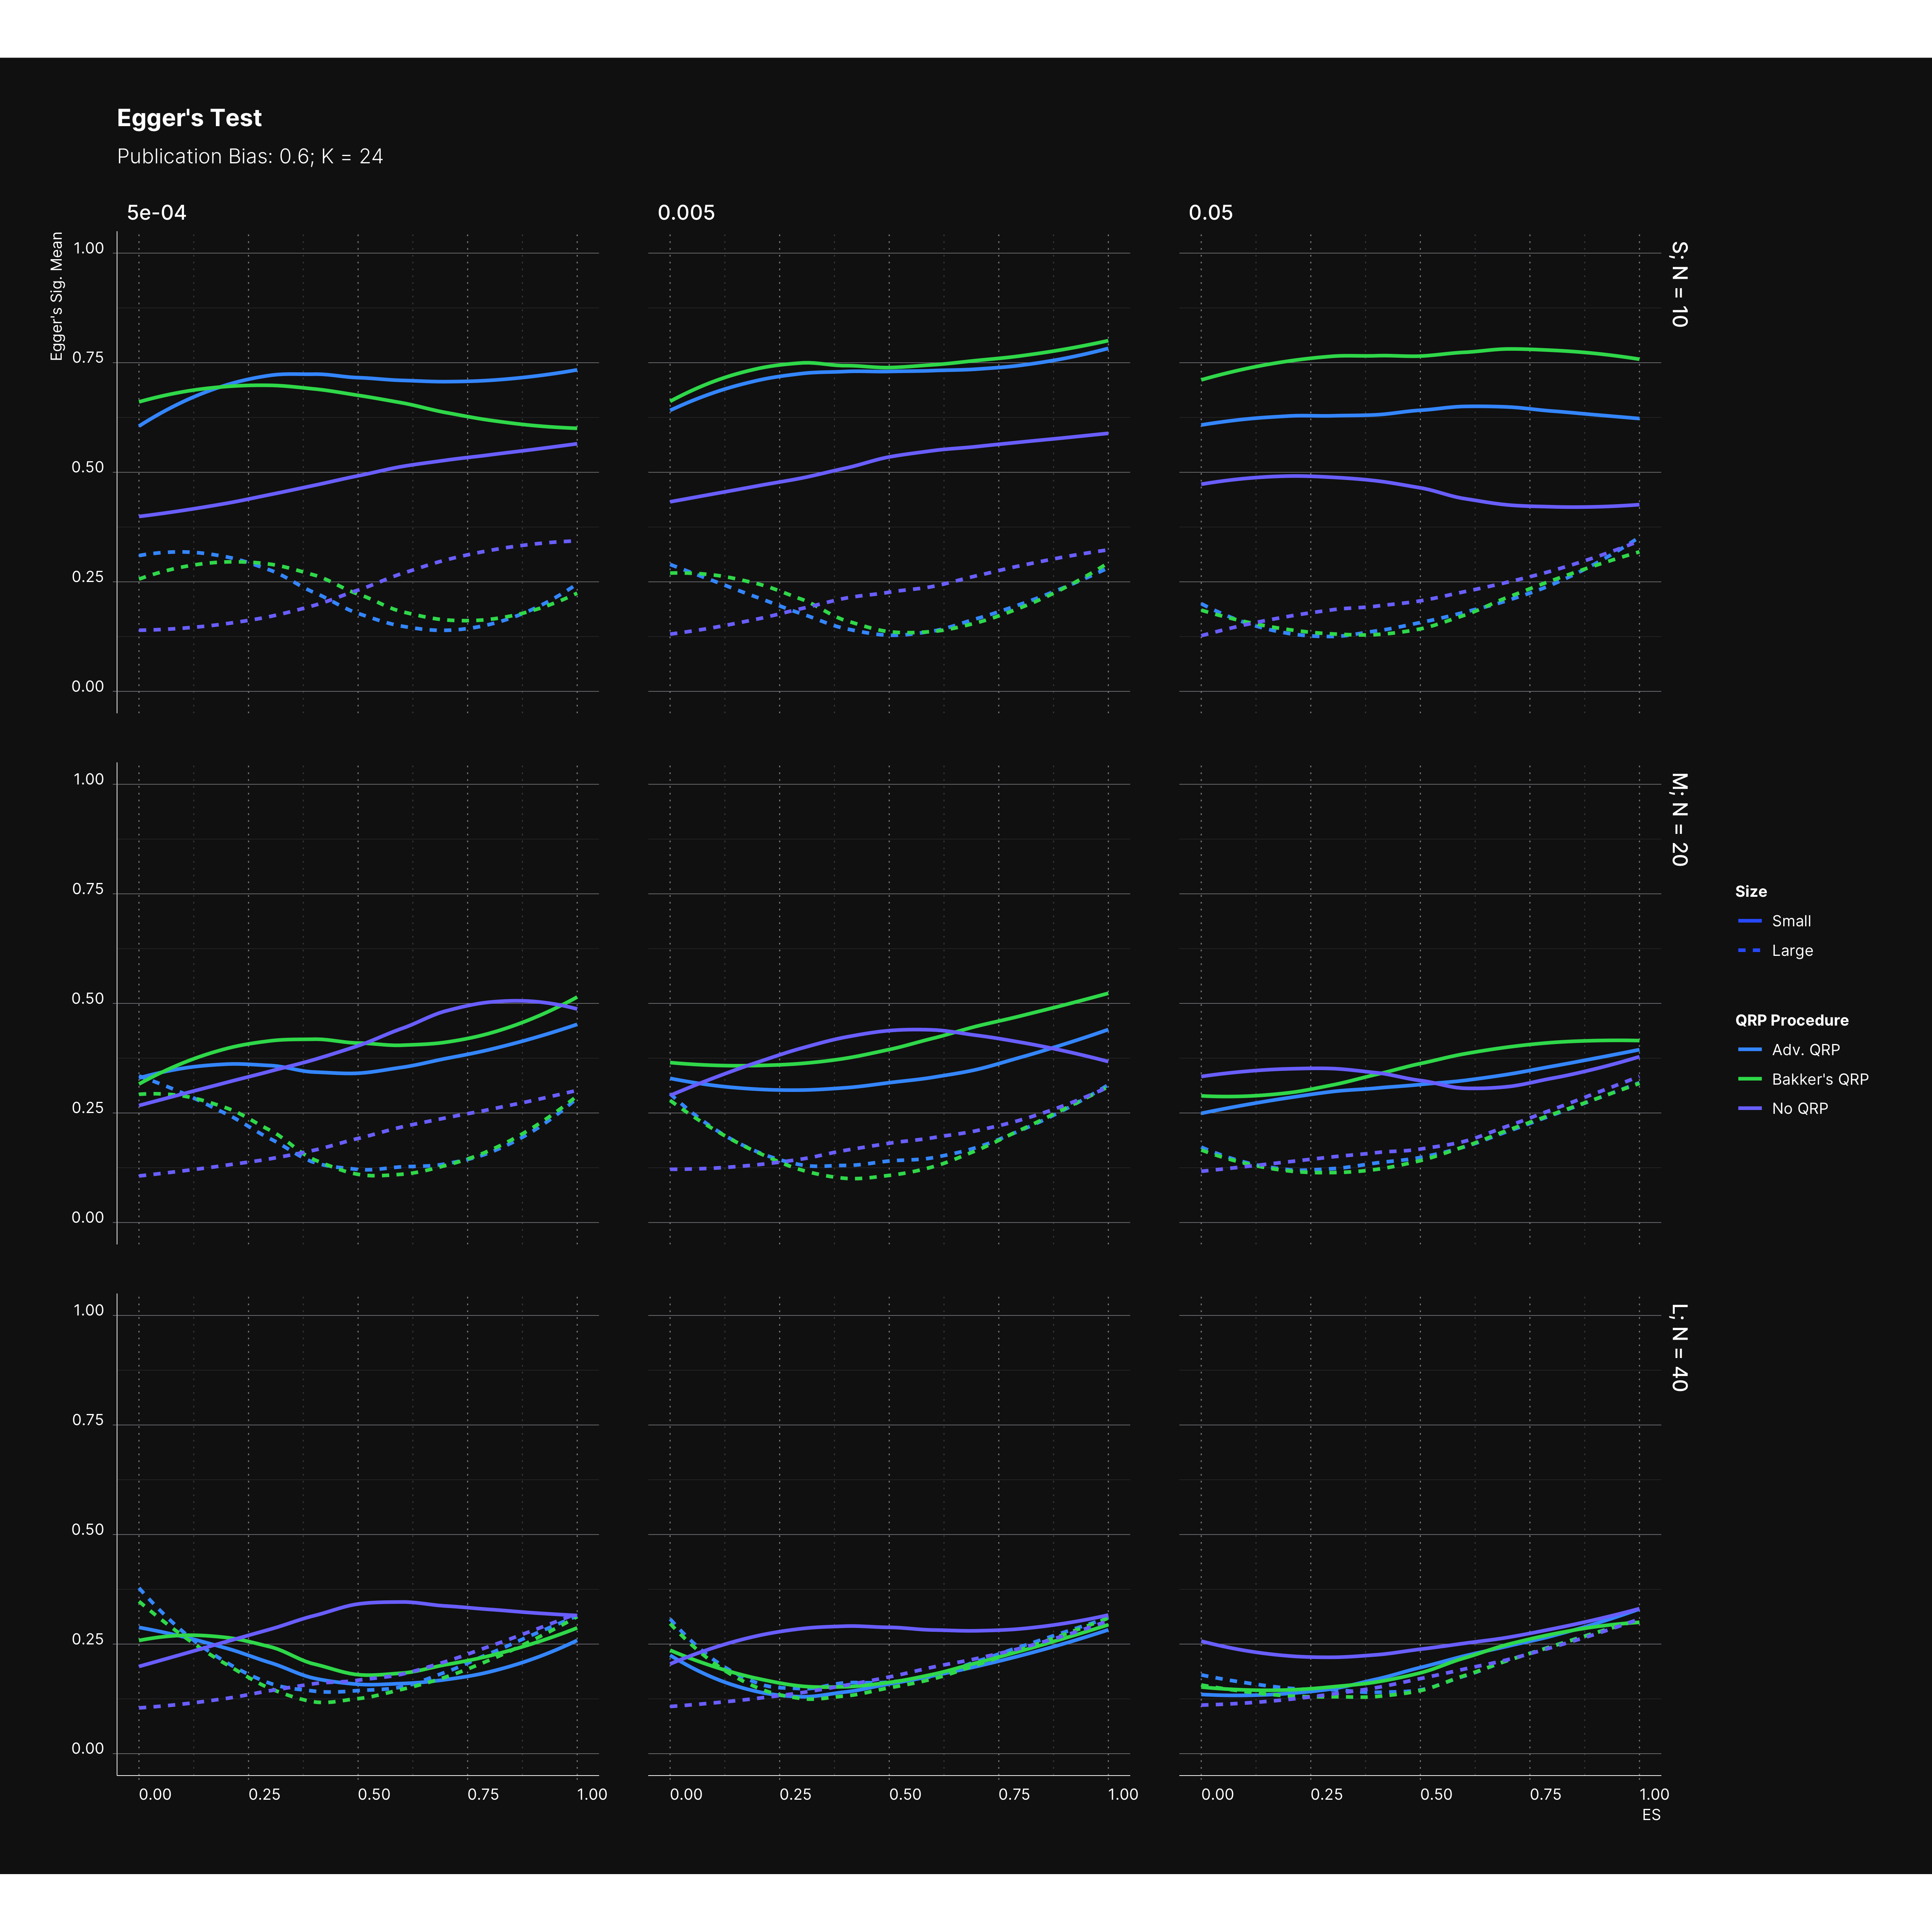 Egger's Test
Publication Bias: 0.6; K = 24
5e-04
0.005
0.05
Egger's Sig. Mean
1.00
0.75
0.50
0.25
0.00
S; N = 10
1.00
0.75
0.50
0.25
0.00
M; N = 20
1.00
0.75
0.50
0.25
0.00
L; N = 40
0.00 0.25 0.50 0.75 1.00
0.00 0.25 0.50 0.75 1.00
0.00 0.25 0.50 0.75 1.00
ES
Size
Small
Large
QRP Procedure
Adv. QRP
Bakker's QRP
No QRP